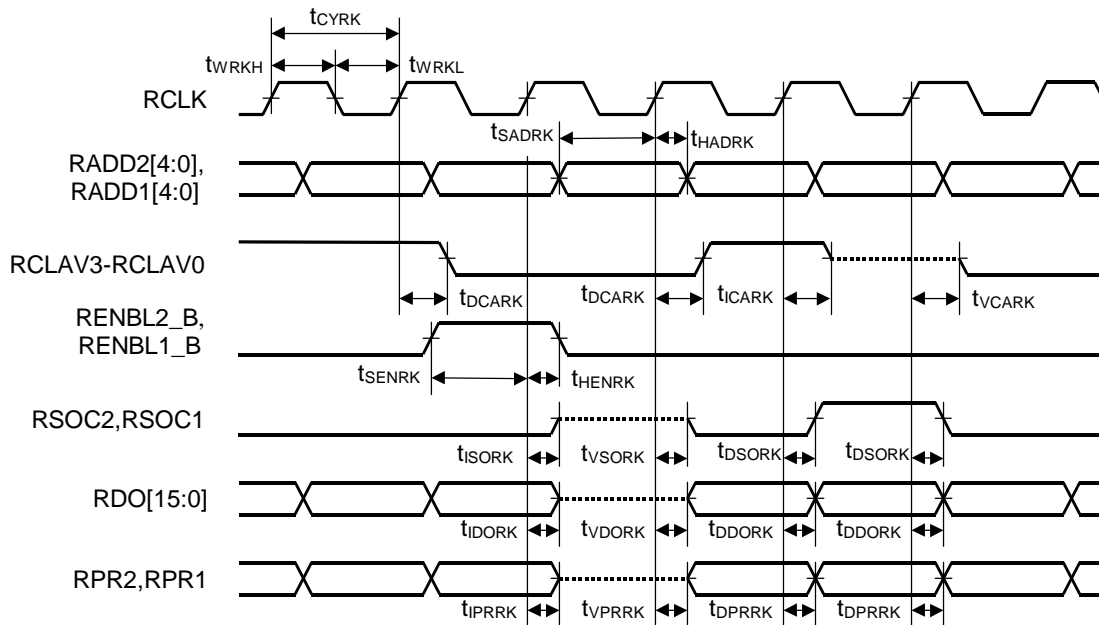 tCYRK
tWRKH
tWRKL
RCLK
tSADRK
tHADRK
RADD2[4:0],
RADD1[4:0]
RCLAV3-RCLAV0
tDCARK
tDCARK
tICARK
tVCARK
RENBL2_B,
RENBL1_B
tSENRK
tHENRK
RSOC2,RSOC1
tISORK
tVSORK
tDSORK
tDSORK
RDO[15:0]
tIDORK
tVDORK
tDDORK
tDDORK
RPR2,RPR1
tIPRRK
tVPRRK
tDPRRK
tDPRRK